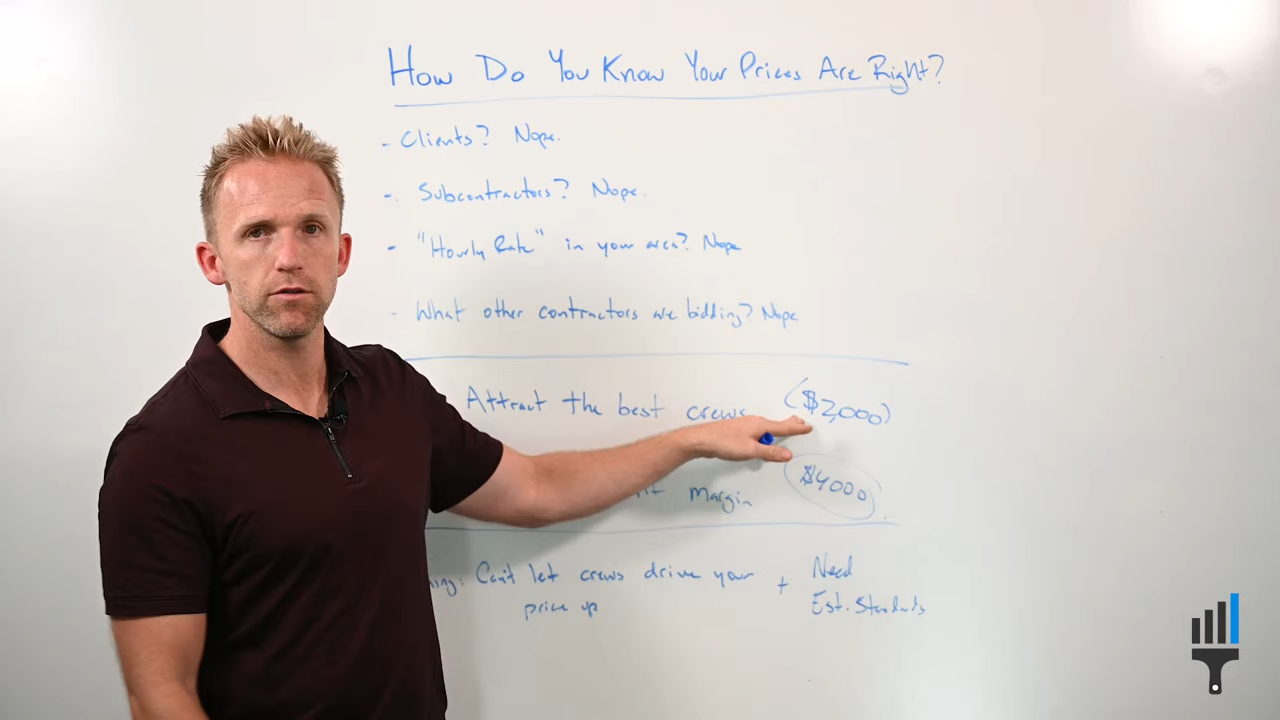 How Do You Know Your Prices Are Right?
- Clients? Nope.
- Subcontractors? Nope.
- "Hourly Rate" in your area? Nope
- What other contractors are bidding? Nope
Attract the best crews ($2,000)
margin $4000
Can't let crews drive your price up + Need Est. Standards